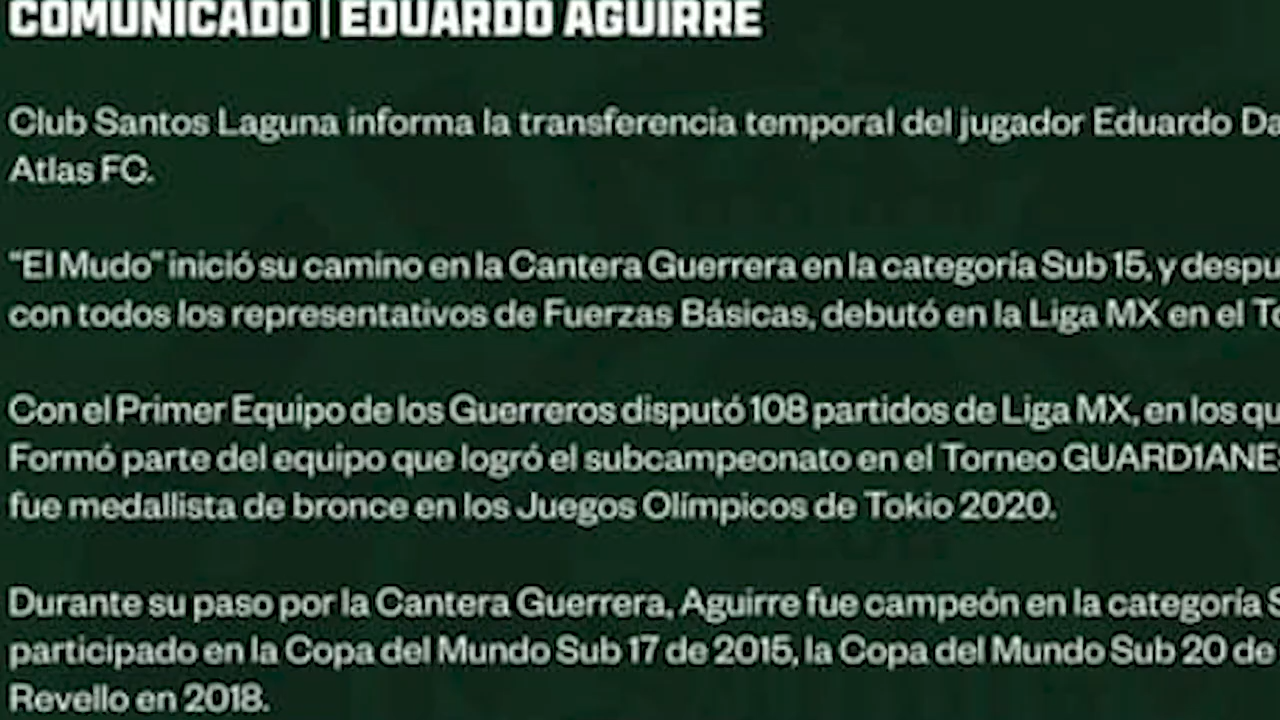 COMUNICADO | EDUARDO AGUIRRE
Club Santos Laguna informa la transferencia temporal del jugador Eduardo
Atlas FC.
"El Mudo" inició su camino en la Cantera Guerrera en la categoría Sub 15, y
con todos los representativos de Fuerzas Básicas, debutó en la Liga MX en el
Con el Primer Equipo de los Guerreros disputó 108 partidos de Liga MX, en los
Formó parte del equipo que logró el subcampeonato en el Torneo
fue medallista de bronce en los Juegos Olímpicos de Tokio 2020.
Durante su paso por la Cantera Guerrera, Aguirre fue campeón en la categoría
participado en la Copa del Mundo Sub 17 de 2015, la Copa del Mundo Sub 20 de
Revello en 2018.